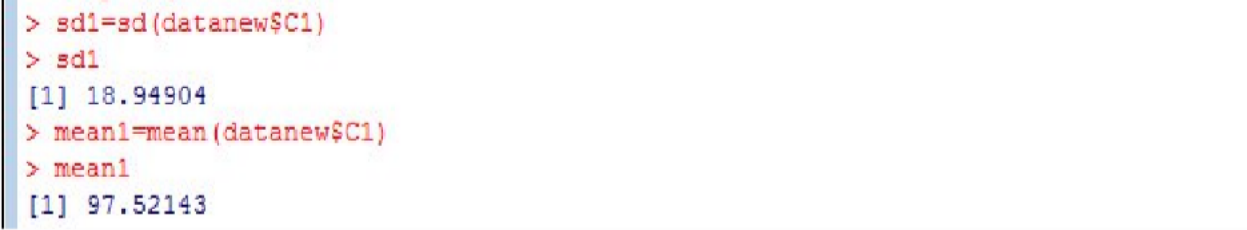 > sd1=sd(datanew$C1)
> sd1
[1] 18.94904
> mean1=mean(datanew$C1)
> mean1
[1] 97.52143